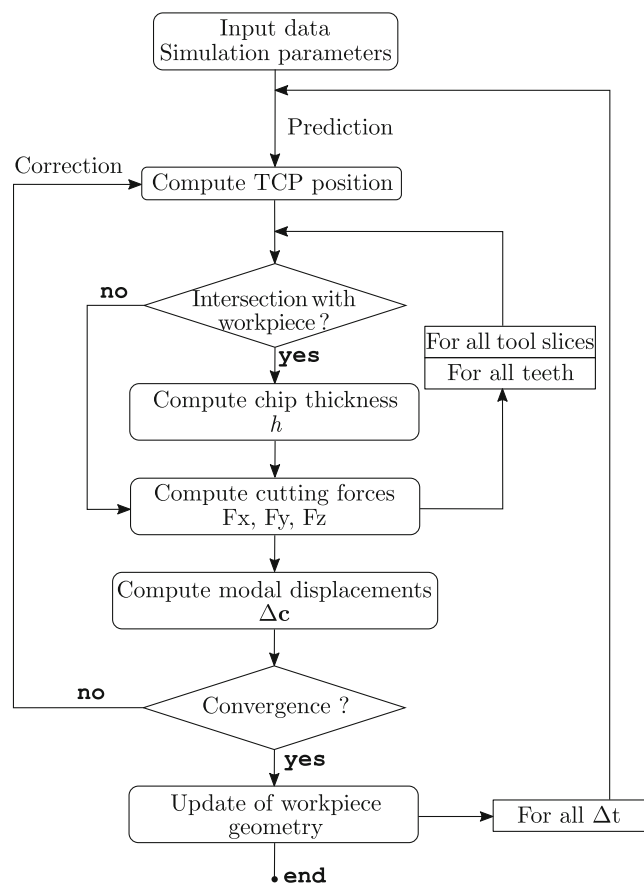 Input data
Simulation parameters
Prediction
Correction
Compute TCP position
no
Intersection with
workpiece ?
yes
For all tool slices
For all teeth
Compute chip thickness
h
Compute cutting forces
Fx, Fy, Fz
Compute modal displacements
Δc
no
Convergence ?
yes
Update of workpiece
geometry
For all Δt
end